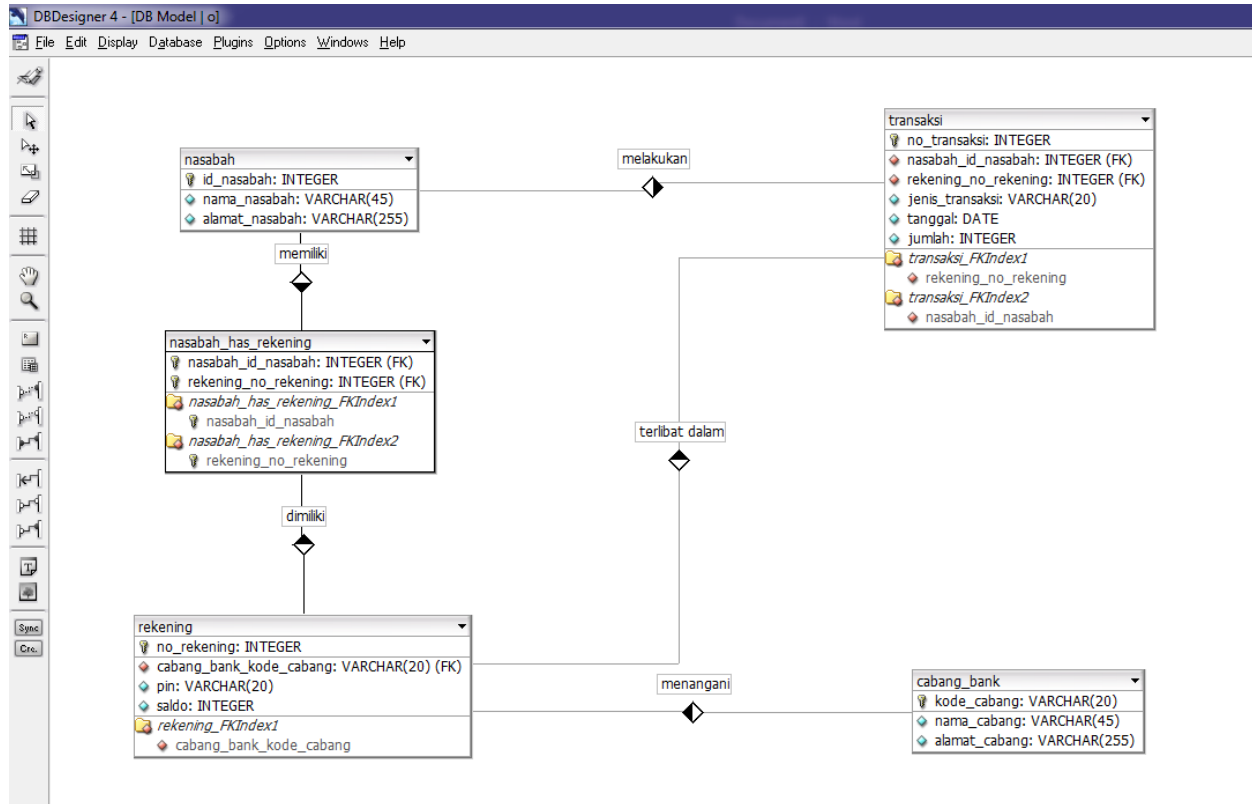 DBDesigner 4 - [DB Model | o]
File Edit Display Database Plugins Options Windows Help
nasabah
id_nasabah: INTEGER
nama_nasabah: VARCHAR(45)
alamat_nasabah: VARCHAR(255)
melakukan
transaksi
no_transaksi: INTEGER
nasabah_id_nasabah: INTEGER (FK)
rekening_no_rekening: INTEGER (FK)
jenis_transaksi: VARCHAR(20)
tanggal: DATE
jumlah: INTEGER
transaksi_FKIndex1
rekening_no_rekening
transaksi_FKIndex2
nasabah_id_nasabah
memiliki
nasabah_has_rekening
nasabah_id_nasabah: INTEGER (FK)
rekening_no_rekening: INTEGER (FK)
nasabah_has_rekening_FKIndex1
nasabah_id_nasabah
nasabah_has_rekening_FKIndex2
rekening_no_rekening
terlibat dalam
dimiliki
rekening
no_rekening: INTEGER
cabang_bank_kode_cabang: VARCHAR(20) (FK)
pin: VARCHAR(20)
saldo: INTEGER
rekening_FKIndex1
cabang_bank_kode_cabang
menangani
cabang_bank
kode_cabang: VARCHAR(20)
nama_cabang: VARCHAR(45)
alamat_cabang: VARCHAR(255)
Sync